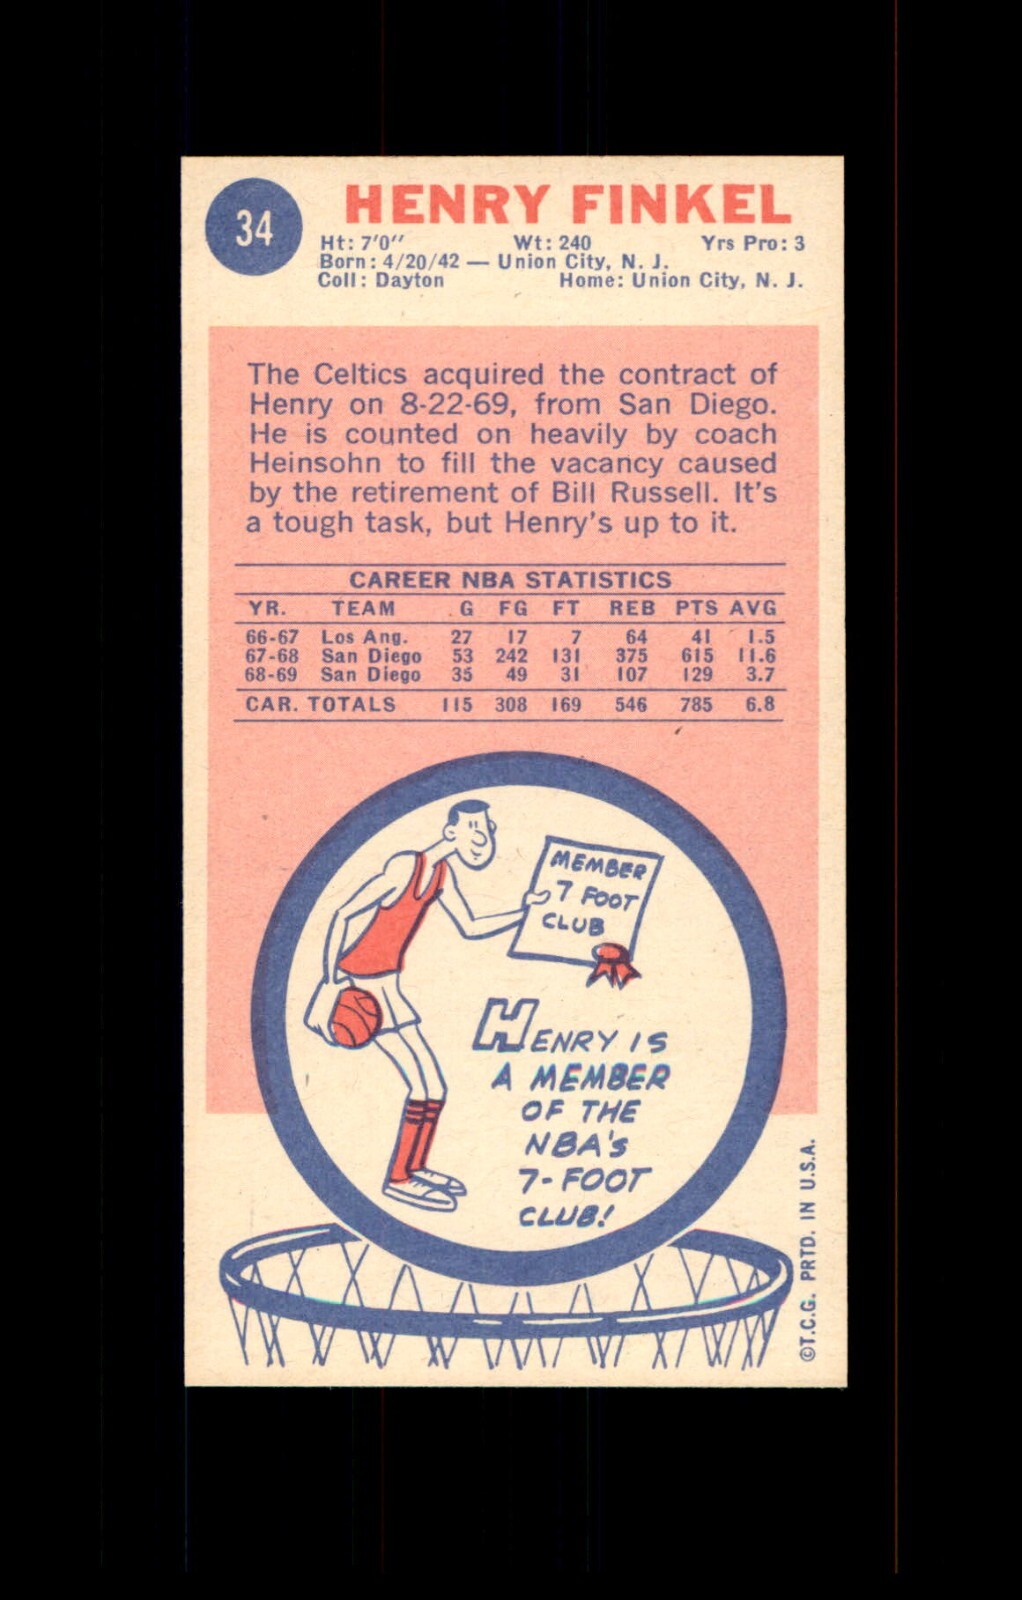 34
HENRY FINKEL
Ht: 7'0" Wt: 240 Yrs Pro: 3
Born: 4/20/42 — Union City, N. J.
Coll: Dayton Home: Union City, N. J.
The Celtics acquired the contract of
Henry on 8-22-69, from San Diego.
He is counted on heavily by coach
Heinsohn to fill the vacancy caused
by the retirement of Bill Russell. It's
a tough task, but Henry's up to it.
CAREER NBA STATISTICS
YR. TEAM G FG FT REB PTS AVG
66-67 Los Ang. 27 17 7 64 41 1.5
67-68 San Diego 53 242 131 375 615 11.6
68-69 San Diego 35 49 31 107 129 3.7
CAR. TOTALS 115 308 169 546 785 6.8
MEMBER
7 FOOT
CLUB
HENRY IS
A MEMBER
OF THE
NBA'S
7-FOOT
CLUB!
©T.C.G. PRTD. IN U.S.A.